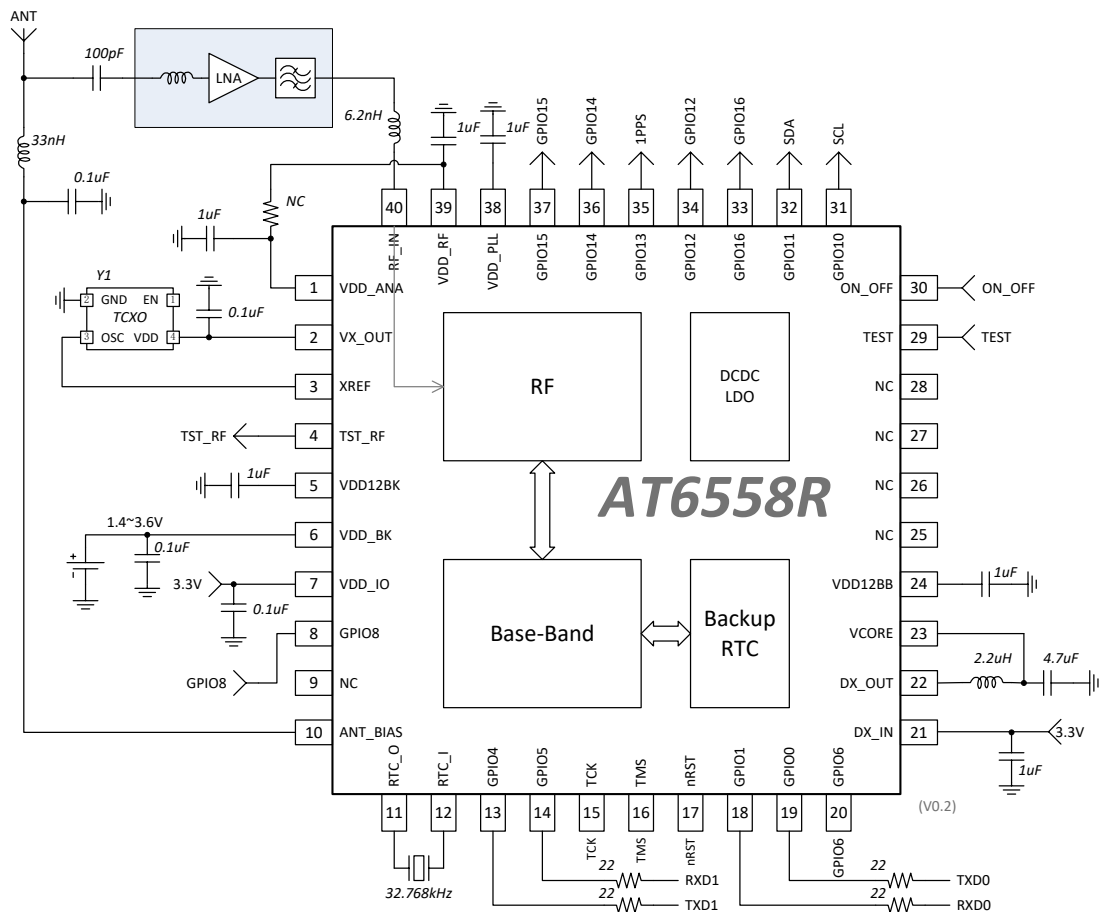 ANT
100pF
LNA
6.2nH
33nH
0.1uF
1uF
NC
1uF
1uF
GPIO15
GPIO14
1PPS
GPIO12
GPIO16
SDA
SCL
40
39
38
37
36
35
34
33
32
31
RF_IN
VDD_RF
VDD_PLL
GPIO15
GPIO14
GPIO13
GPIO12
GPIO16
GPIO11
GPIO10
Y1
2 GND EN 1
TCXO
3 OSC VDD 4
0.1uF
1 VDD_ANA
2 VX_OUT
3 XREF
TST_RF 4 TST_RF
1uF 5 VDD12BK
1.4~3.6V
+
-
0.1uF
6 VDD_BK
3.3V 7 VDD_IO
0.1uF
8 GPIO8
GPIO8
9 NC
10 ANT_BIAS
RF
DCDC
LDO
AT6558R
Base-Band
Backup
RTC
ON_OFF 30 ON_OFF
TEST 29 TEST
NC 28
NC 27
NC 26
NC 25
VDD12BB 24 1uF
VCORE 23
2.2uH 4.7uF
DX_OUT 22
DX_IN 21 3.3V
1uF
(V0.2)
RTC_O
RTC_I
GPIO4
GPIO5
TCK
TMS
nRST
GPIO1
GPIO0
GPIO6
11
12
13
14
15
16
17
18
19
20
TCK
TMS
nRST
GPIO6
32.768kHz
22 RXD1
22 TXD1
22 TXD0
22 RXD0